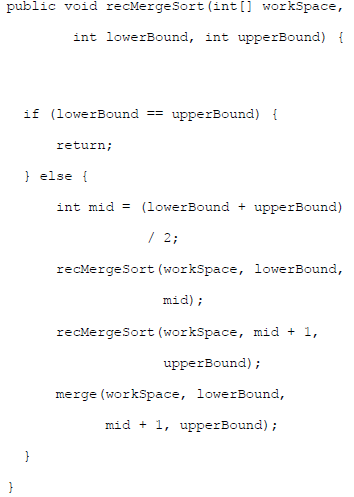 public void recMergeSort(int[] workSpace,
int lowerBound, int upperBound) {
if (lowerBound == upperBound) {
return;
} else {
int mid = (lowerBound + upperBound)
/ 2;
recMergeSort(workSpace, lowerBound,
mid);
recMergeSort(workSpace, mid + 1,
upperBound);
merge(workSpace, lowerBound,
mid + 1, upperBound);
}
}